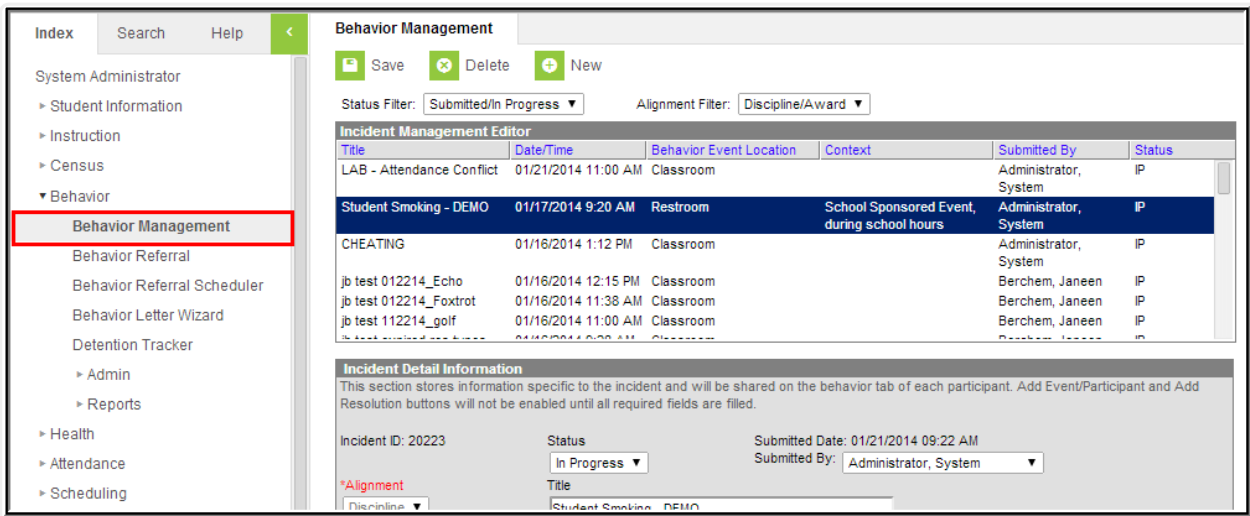 Index Search Help
System Administrator
Student Information
Instruction
Census
Behavior
Behavior Management
Behavior Referral
Behavior Referral Scheduler
Behavior Letter Wizard
Detention Tracker
Admin
Reports
Health
Attendance
Scheduling
Behavior Management
Save Delete New
Status Filter: Submitted/In Progress Alignment Filter: Discipline/Award
Incident Management Editor
Title Date/Time Behavior Event Location Context Submitted By Status
LAB - Attendance Conflict 01/21/2014 11:00 AM Classroom Administrator, IP
System
Student Smoking - DEMO 01/17/2014 9:20 AM Restroom School Sponsored Event, Administrator, IP
during school hours System
CHEATING 01/16/2014 1:12 PM Classroom Administrator, IP
System
jb test 012214_Echo 01/16/2014 12:15 PM Classroom Berchem, Janeen IP
jb test 012214_Foxtrot 01/16/2014 11:38 AM Classroom Berchem, Janeen IP
jb test 112214_golf 01/16/2014 11:00 AM Classroom Berchem, Janeen IP
Incident Detail Information
This section stores information specific to the incident and will be shared on the behavior tab of each participant. Add Event/Participant and Add
Resolution buttons will not be enabled until all required fields are filled.
Incident ID: 20223 Status Submitted Date: 01/21/2014 09:22 AM
In Progress Submitted By: Administrator, System
*Alignment Title
Discipline Student Smoking - DEMO